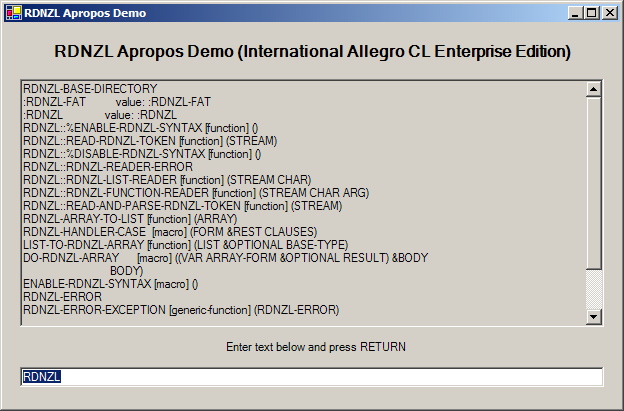 RDNZL Apropos Demo
RDNZL Apropos Demo (International Allegro CL Enterprise Edition)
RDNZL-BASE-DIRECTORY
:RDNZL-FAT value: :RDNZL-FAT
:RDNZL value: :RDNZL
RDNZL::%ENABLE-RDNZL-SYNTAX [function] ()
RDNZL::READ-RDNZL-TOKEN [function] (STREAM)
RDNZL::%DISABLE-RDNZL-SYNTAX [function] ()
RDNZL::RDNZL-READER-ERROR
RDNZL::RDNZL-LIST-READER [function] (STREAM CHAR)
RDNZL::RDNZL-FUNCTION-READER [function] (STREAM CHAR ARG)
RDNZL::READ-AND-PARSE-RDNZL-TOKEN [function] (STREAM)
RDNZL-ARRAY-TO-LIST [function] (ARRAY)
RDNZL-HANDLER-CASE [macro] (FORM &REST CLAUSES)
LIST-TO-RDNZL-ARRAY [function] (LIST &OPTIONAL BASE-TYPE)
DO-RDNZL-ARRAY [macro] ((VAR ARRAY-FORM &OPTIONAL RESULT) &BODY
BODY)
ENABLE-RDNZL-SYNTAX [macro] ()
RDNZL-ERROR
RDNZL-ERROR-EXCEPTION [generic-function] (RDNZL-ERROR)
Enter text below and press RETURN
RDNZL